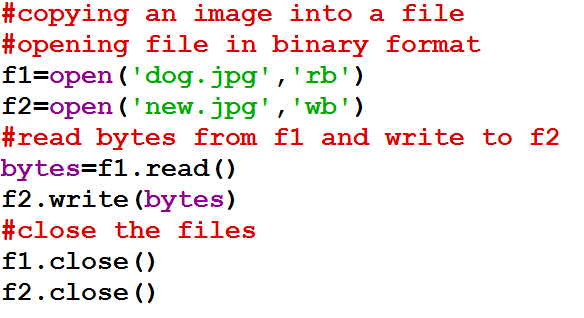 #copying an image into a file
#opening file in binary format
f1=open('dog.jpg','rb')
f2=open('new.jpg','wb')
#read bytes from f1 and write to f2
bytes=f1.read()
f2.write(bytes)
#close the files
f1.close()
f2.close()